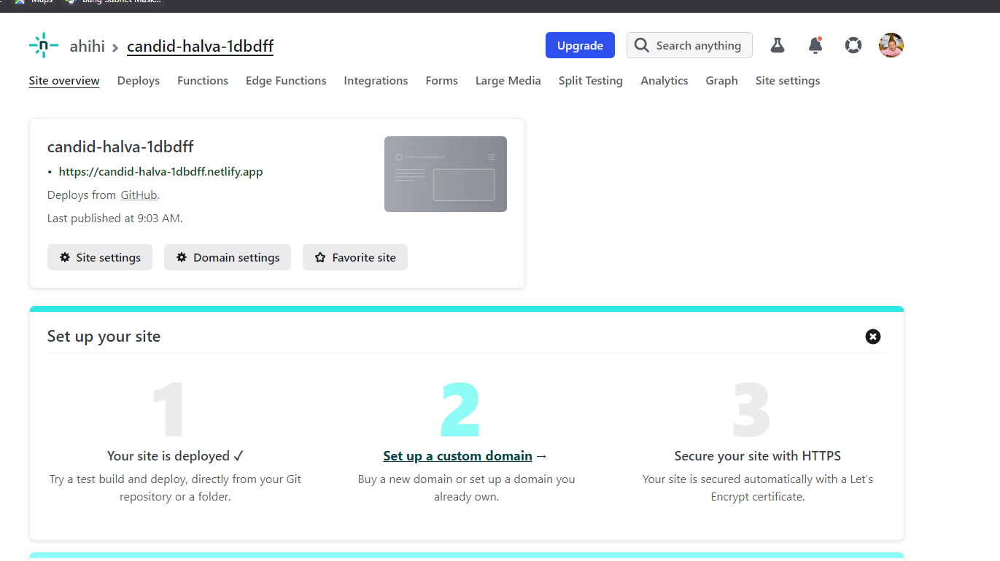 Maps Bang Subnet Mask...
ahihi > candid-halva-1dbdff Upgrade Search anything
Site overview Deploys Functions Edge Functions Integrations Forms Large Media Split Testing Analytics Graph Site settings
candid-halva-1dbdff
• https://candid-halva-1dbdff.netlify.app
Deploys from GitHub.
Last published at 9:03 AM.
Site settings Domain settings Favorite site
Set up your site
1 2 3
Your site is deployed ✓
Try a test build and deploy, directly from your Git
repository or a folder.
Set up a custom domain →
Buy a new domain or set up a domain you
already own.
Secure your site with HTTPS
Your site is secured automatically with a Let’s
Encrypt certificate.